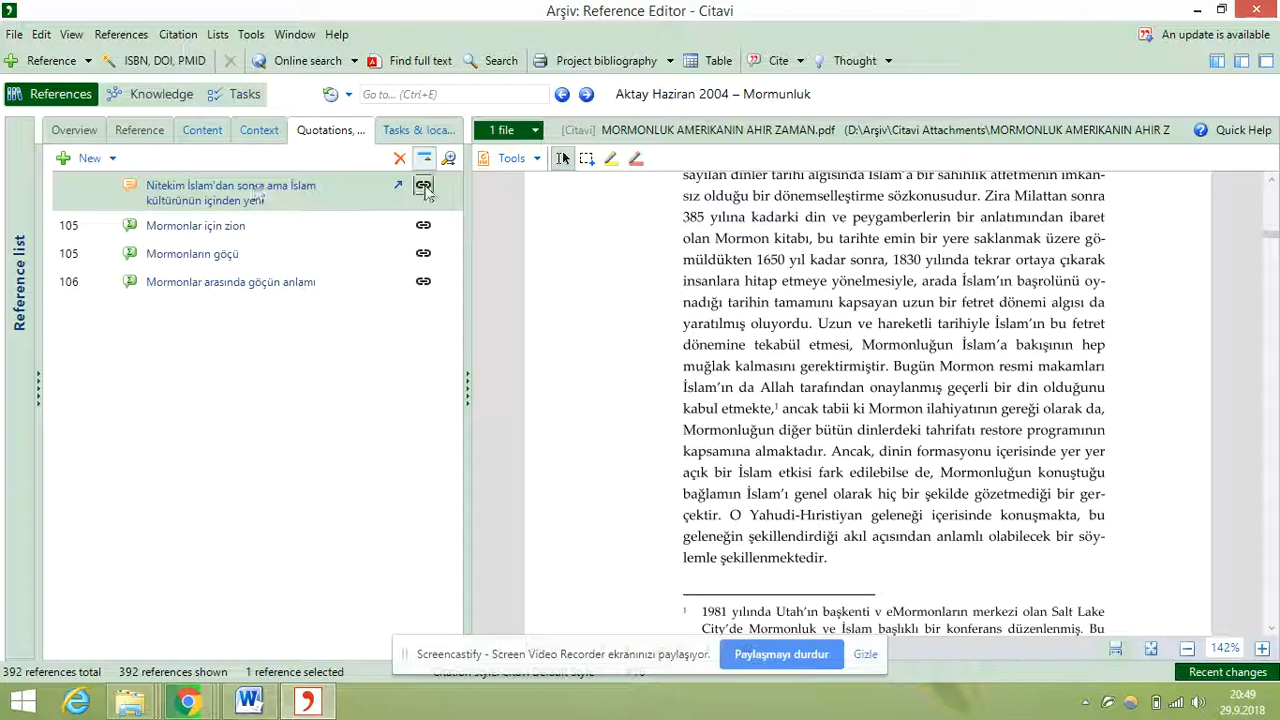 Arşiv: Reference Editor - Citavi
File Edit View References Citation Lists Tools Window Help
An update is available
Reference ISBN, DOI, PMID Online search Find full text Search Project bibliography Table Cite Thought
References Knowledge Tasks Go to... (Ctrl+E) Aktay Haziran 2004 – Mormunluk
Overview Reference Content Context Quotations, ... Tasks & loca...
1 file [Citavi] MORMONLUK AMERIKANIN AHIR ZAMAN.pdf (D:\Arşiv\Citavi Attachments\MORMONLUK AMERIKANIN AHIR Z Quick Help
New
Tools
Reference list
Nitekim İslam'dan sonra ama İslam
kültürünün içinden yeni
105 Mormonlar için zion
105 Mormonların göçü
106 Mormonlar arasında göçün anlamı
sayılan dinler tarihi algısında İslam'a bir sahihlik atfetmenin imkân-
sız olduğu bir dönemselleştirme sözkonusudur. Zira Milattan sonra
385 yılına kadarki din ve peygamberlerin bir anlatımından ibaret
olan Mormon kitabı, bu tarihte emin bir yere saklanmak üzere gö-
müldükten 1650 yıl kadar sonra, 1830 yılında tekrar ortaya çıkarak
insanlara hitap etmeye yönelmesiyle, arada İslam'ın başrolünü oy-
nadığı tarihin tamamını kapsayan uzun bir fetret dönemi algısı da
yaratılmış oluyordu. Uzun ve hareketli tarihiyle İslam'ın bu fetret
dönemine tekabül etmesi, Mormonluğun İslam'a bakışının hep
muğlak kalmasını gerektirmiştir. Bugün Mormon resmi makamları
İslam'ın da Allah tarafından onaylanmış geçerli bir din olduğunu
kabul etmekte,¹ ancak tabii ki Mormon ilahiyatının gereği olarak da,
Mormonluğun diğer bütün dinlerdeki tahrifatı restore programının
kapsamına almaktadır. Ancak, dinin formasyonu içerisinde yer yer
açık bir İslam etkisi fark edilebilse de, Mormonluğun konuştuğu
bağlamın İslam'ı genel olarak hiç bir şekilde gözetmediği bir ger-
çektir. O Yahudi-Hıristiyan geleneği içerisinde konuşmakta, bu
geleneğin şekillendirdiği akıl açısından anlamlı olabilecek bir söy-
lemle şekillenmektedir.
¹ 1981 yılında Utah'ın başkenti v eMormonların merkezi olan Salt Lake
City'de Mormonluk ve İslam başlıklı bir konferans düzenlenmiş. Bu
Screencastify - Screen Video Recorder ekranınızı paylaşıyor. Paylaşmayı durdur Gizle
142%
392 references total 392 references shown 1 reference selected Citation style: Citavi Default Style
Recent changes
20:49
29.9.2018